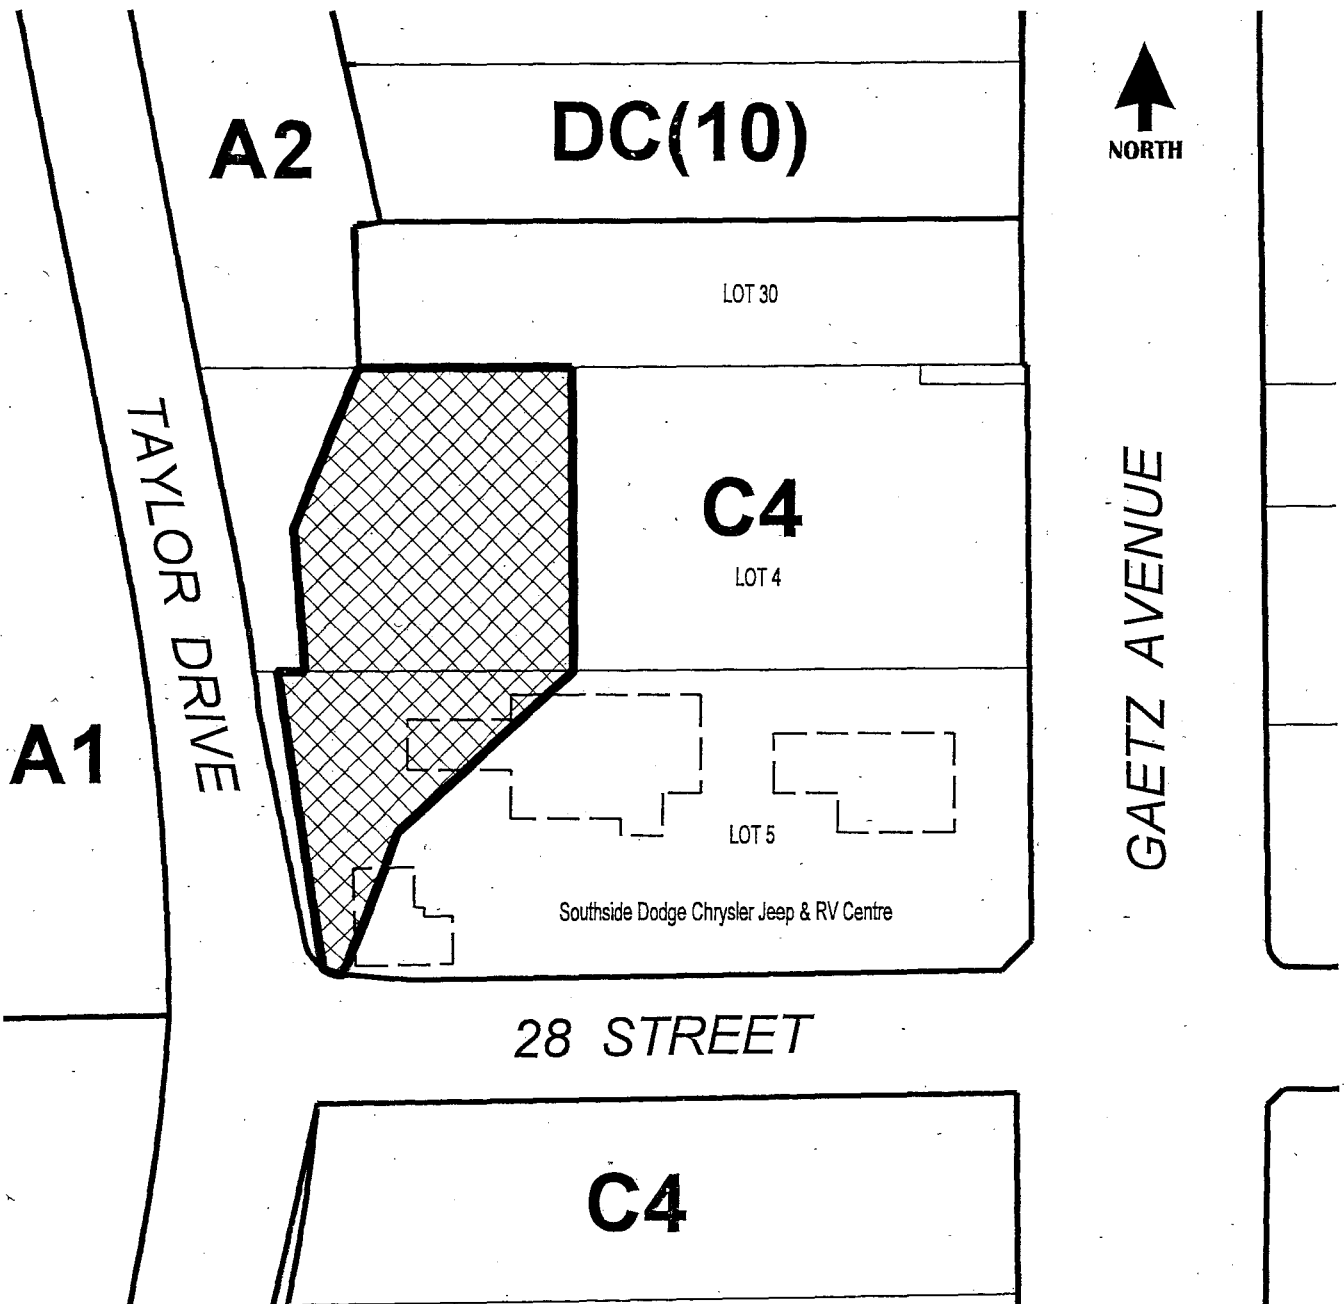 A2
DC(10)
NORTH
LOT 30
TAYLOR DRIVE
C4
LOT 4
GAETZ AVENUE
A1
LOT 5
Southside Dodge Chrysler Jeep & RV Centre
28 STREET
C4